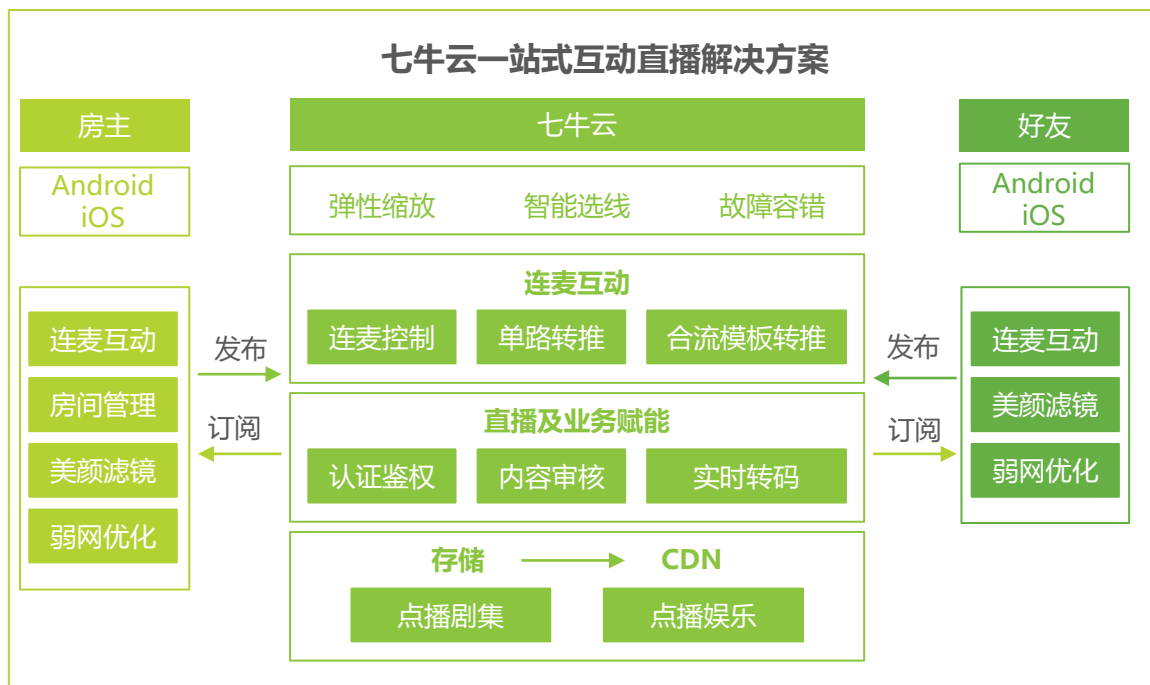 七牛云一站式互动直播解决方案
房主
Android
iOS
连麦互动
房间管理
美颜滤镜
弱网优化
发布
订阅
七牛云
弹性缩放 智能选线 故障容错
连麦互动
连麦控制 单路转推 合流模板转推
直播及业务赋能
认证鉴权 内容审核 实时转码
存储 CDN
点播剧集 点播娱乐
发布
订阅
好友
Android
iOS
连麦互动
美颜滤镜
弱网优化